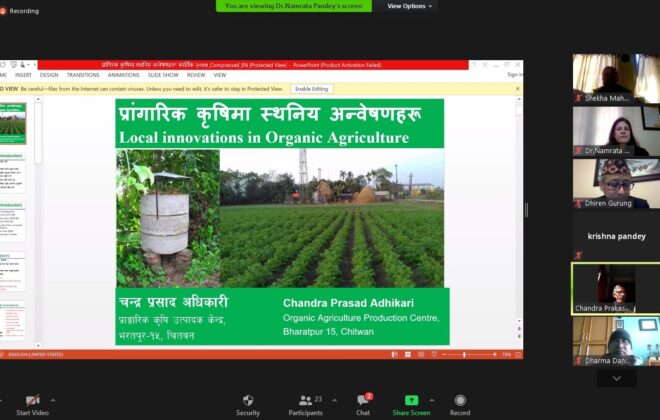 Recording
You are viewing Dr.Namrata Pandey's screen
View Options
प्रांगारिक कृषिमा स्थनिय अन्वेषणहरू कार्तिक २०७७_Compressed_EN [Protected View] - PowerPoint (Product Activation Failed)
INSERT DESIGN TRANSITIONS ANIMATIONS SLIDE SHOW REVIEW VIEW
Sign in
D VIEW Be careful—files from the Internet can contain viruses. Unless you need to edit, it's safer to stay in Protected View.
Enable Editing
प्रांगारिक कृषिमा स्थनिय अन्वेषणहरू
Local innovations in Organic Agriculture
चन्द्र प्रसाद अधिकारी
प्राङ्गारिक कृषि उत्पादक केन्द्र,
भरतपुर-१५, चितवन
Chandra Prasad Adhikari
Organic Agriculture Production Centre,
Bharatpur 15, Chitwan
ENGLISH (UNITED STATES)
78%
Shekha Mah...
Dr.Namrata ...
Dhiren Gurung
krishna pandey
Chandra Prakas...
Dharma Dan...
Start Video
Security
Participants
23
Chat
2
Share Screen
Record